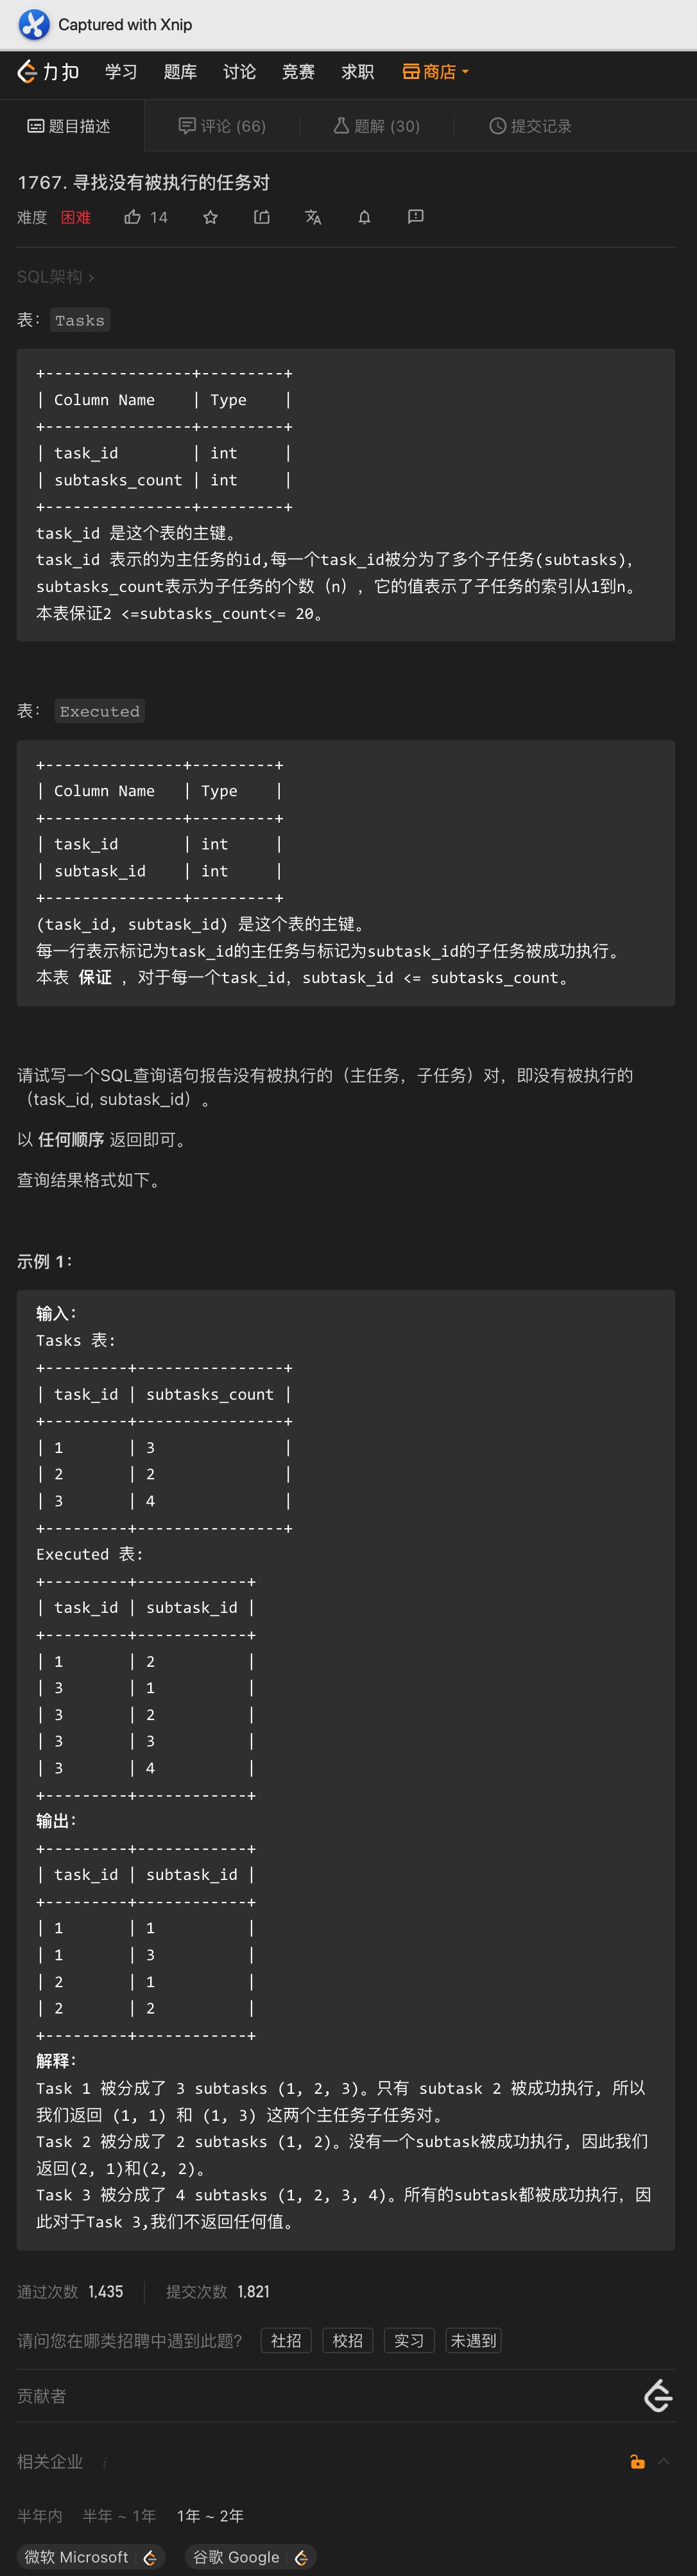 Captured with Xnip
力扣 学习 题库 讨论 竞赛 求职 商店
题目描述 评论 (66) 题解 (30) 提交记录
1767. 寻找没有被执行的任务对
难度 困难 14
SQL架构 ›
表： Tasks
+----------------+---------+
| Column Name    | Type    |
+----------------+---------+
| task_id        | int     |
| subtasks_count | int     |
+----------------+---------+
task_id 是这个表的主键。
task_id 表示的为主任务的id,每一个task_id被分为了多个子任务(subtasks)，
subtasks_count表示为子任务的个数（n），它的值表示了子任务的索引从1到n。
本表保证2 <=subtasks_count<= 20。
表： Executed
+---------------+---------+
| Column Name   | Type    |
+---------------+---------+
| task_id       | int     |
| subtask_id    | int     |
+---------------+---------+
(task_id, subtask_id) 是这个表的主键。
每一行表示标记为task_id的主任务与标记为subtask_id的子任务被成功执行。
本表 保证 ，对于每一个task_id，subtask_id <= subtasks_count。
请试写一个SQL查询语句报告没有被执行的（主任务，子任务）对，即没有被执行的
（task_id, subtask_id）。
以 任何顺序 返回即可。
查询结果格式如下。
示例 1：
输入：
Tasks 表:
+---------+----------------+
| task_id | subtasks_count |
+---------+----------------+
| 1       | 3              |
| 2       | 2              |
| 3       | 4              |
+---------+----------------+
Executed 表:
+---------+------------+
| task_id | subtask_id |
+---------+------------+
| 1       | 2          |
| 3       | 1          |
| 3       | 2          |
| 3       | 3          |
| 3       | 4          |
+---------+------------+
输出：
+---------+------------+
| task_id | subtask_id |
+---------+------------+
| 1       | 1          |
| 1       | 3          |
| 2       | 1          |
| 2       | 2          |
+---------+------------+
解释：
Task 1 被分成了 3 subtasks (1, 2, 3)。只有 subtask 2 被成功执行, 所以
我们返回 (1, 1) 和 (1, 3) 这两个主任务子任务对。
Task 2 被分成了 2 subtasks (1, 2)。没有一个subtask被成功执行, 因此我们
返回(2, 1)和(2, 2)。
Task 3 被分成了 4 subtasks (1, 2, 3, 4)。所有的subtask都被成功执行，因
此对于Task 3,我们不返回任何值。
通过次数 1,435 提交次数 1,821
请问您在哪类招聘中遇到此题？ 社招 校招 实习 未遇到
贡献者
相关企业 i
半年内 半年 ~ 1年 1年 ~ 2年
微软 Microsoft 谷歌 Google